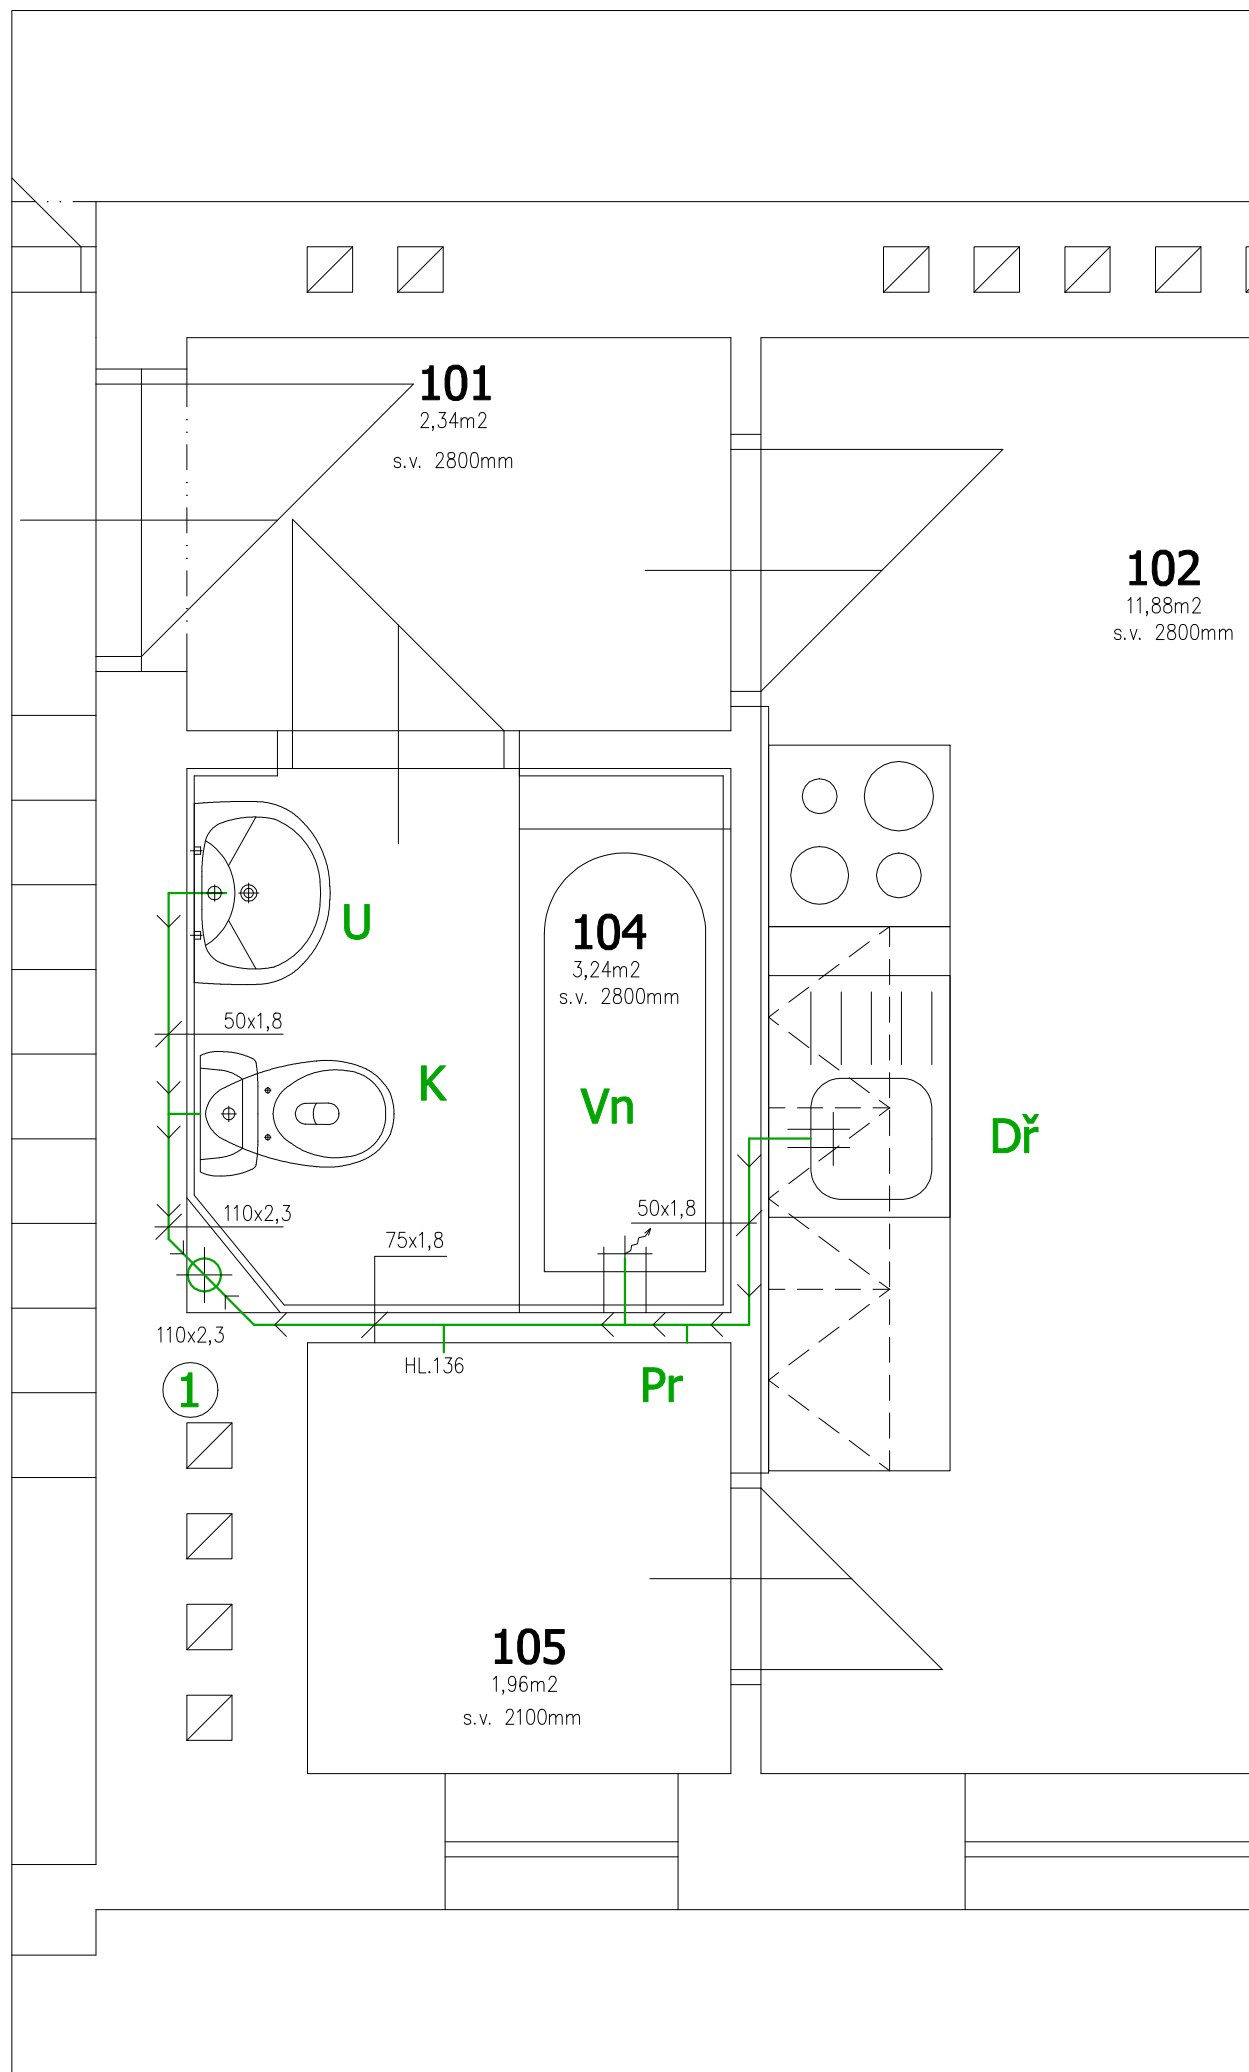 101
2,34m2
s.v. 2800mm
102
11,88m2
s.v. 2800mm
U
104
3,24m2
s.v. 2800mm
50x1,8
K
Vn
Dř
110x2,3
50x1,8
75x1,8
110x2,3
HL.136
Pr
1
105
1,96m2
s.v. 2100mm